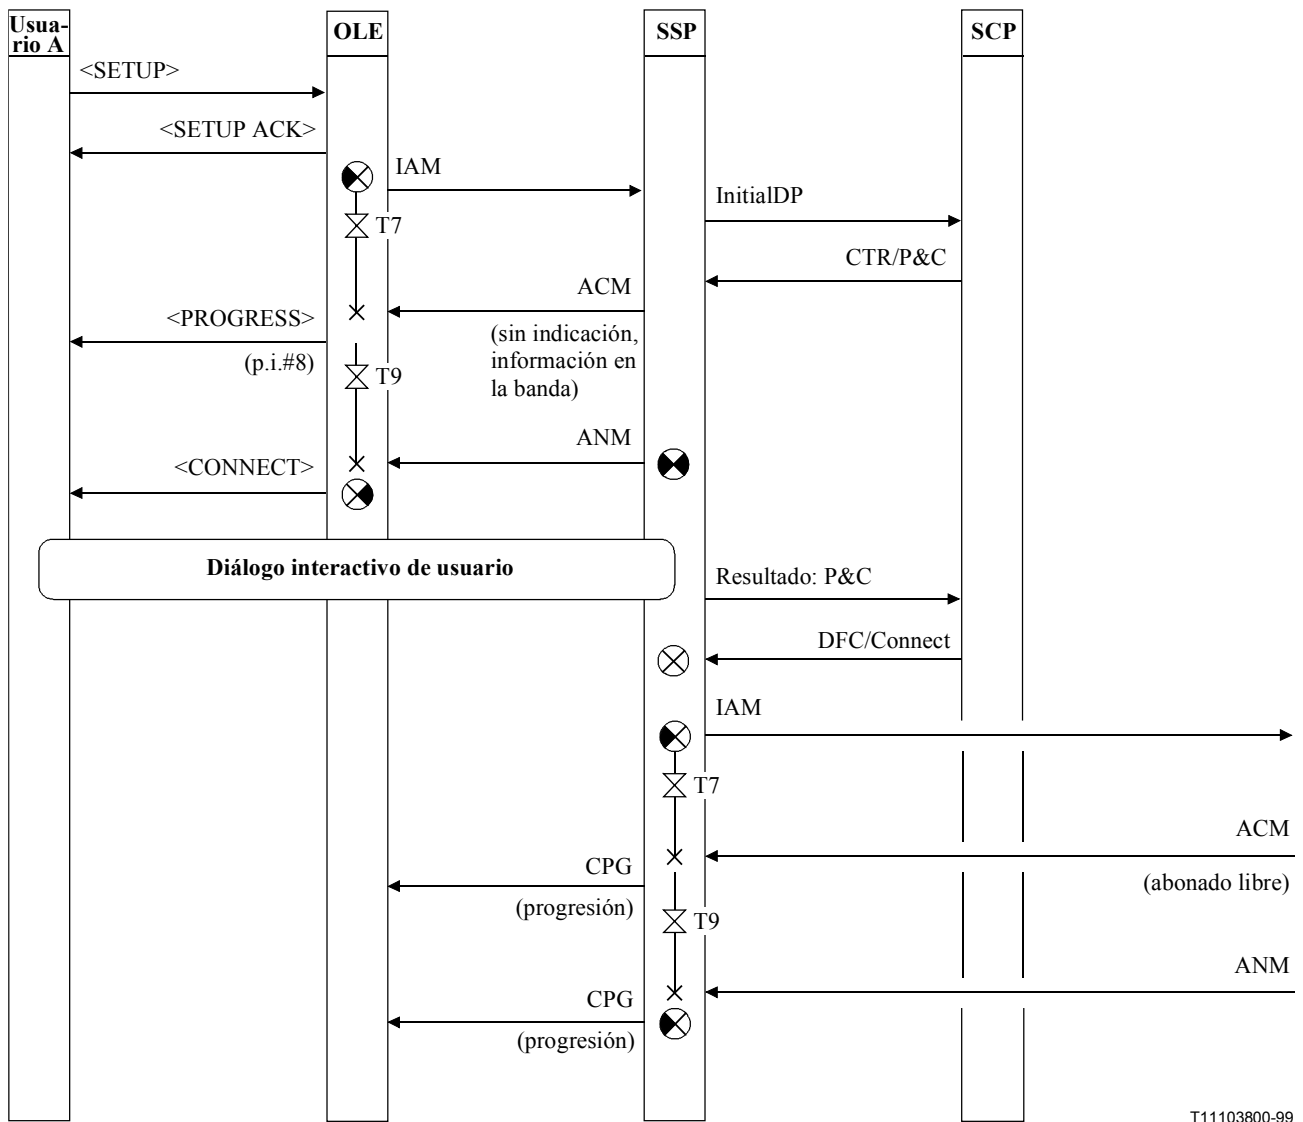 Usua-
rio A
OLE
SSP
SCP
<SETUP>
<SETUP ACK>
IAM
InitialDP
T7
CTR/P&C
ACM
<PROGRESS>
(sin indicación,
información en
la banda)
(p.i.#8)
T9
ANM
<CONNECT>
Diálogo interactivo de usuario
Resultado: P&C
DFC/Connect
IAM
T7
ACM
CPG
(abonado libre)
(progresión)
T9
ANM
CPG
(progresión)
T11103800-99